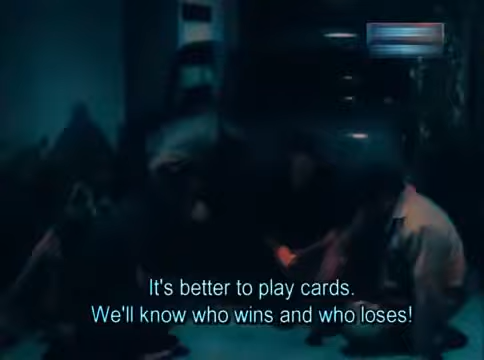 It's better to play cards.
We'll know who wins and who loses!